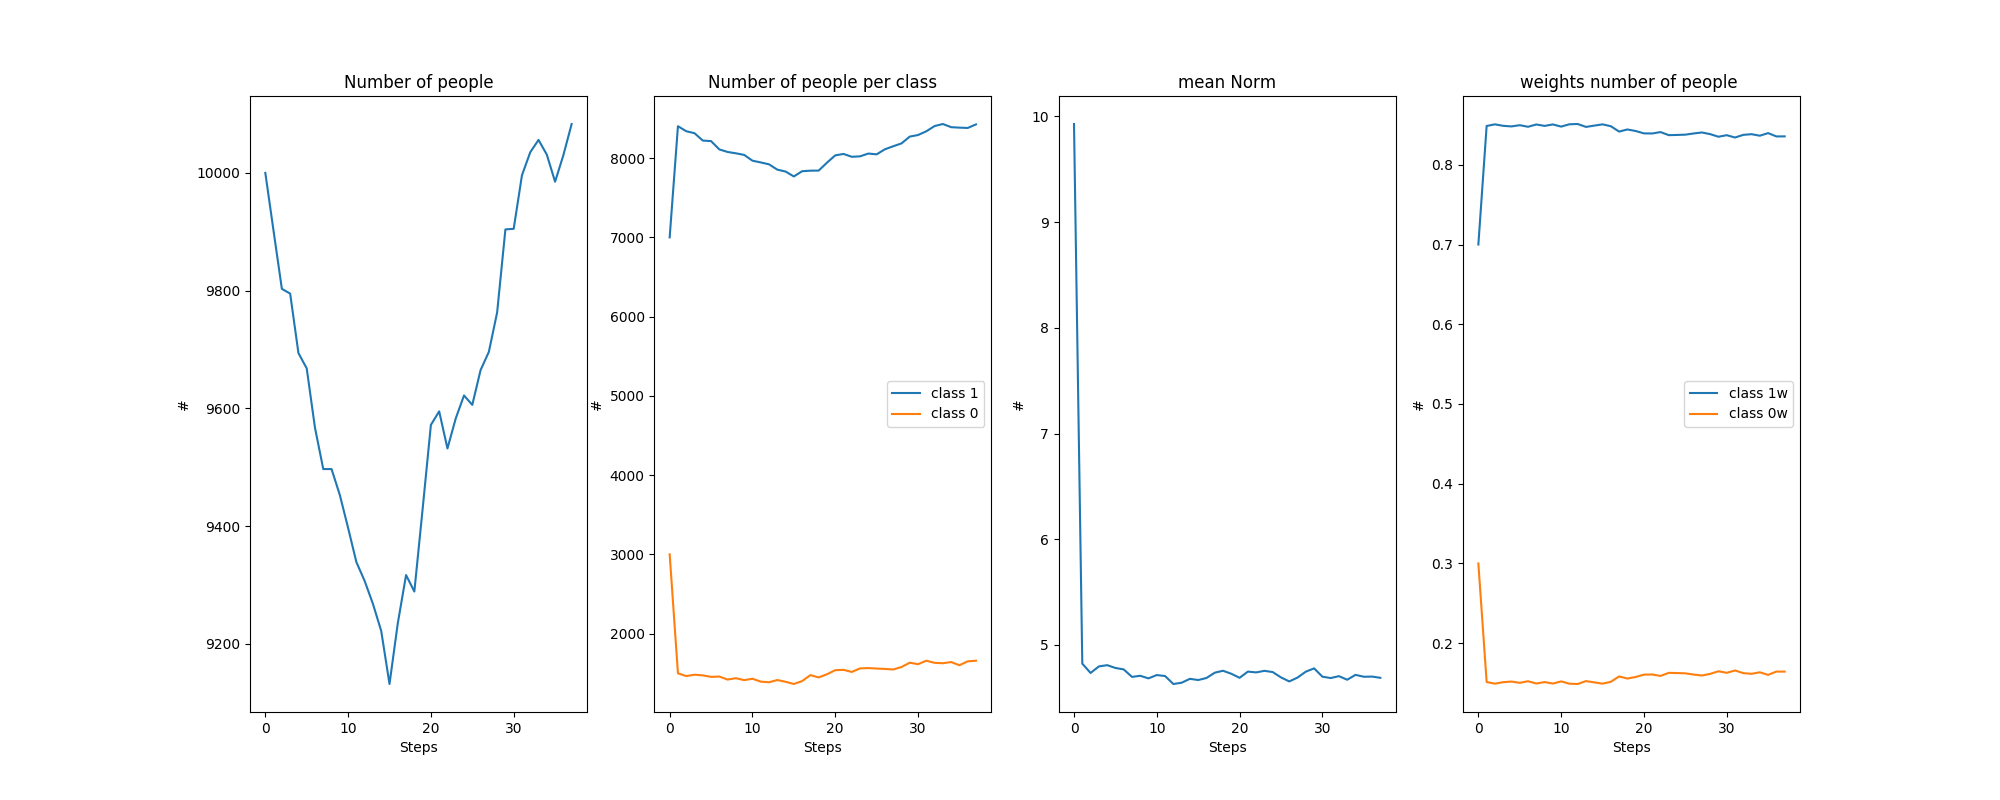 Number of people
10000
9800
9600
9400
9200
#
0 10 20 30
Steps
Number of people per class
8000
7000
6000
5000
4000
3000
2000
#
class 1
class 0
0 10 20 30
Steps
mean Norm
10
9
8
7
6
5
#
0 10 20 30
Steps
weights number of people
0.8
0.7
0.6
0.5
0.4
0.3
0.2
#
class 1w
class 0w
0 10 20 30
Steps